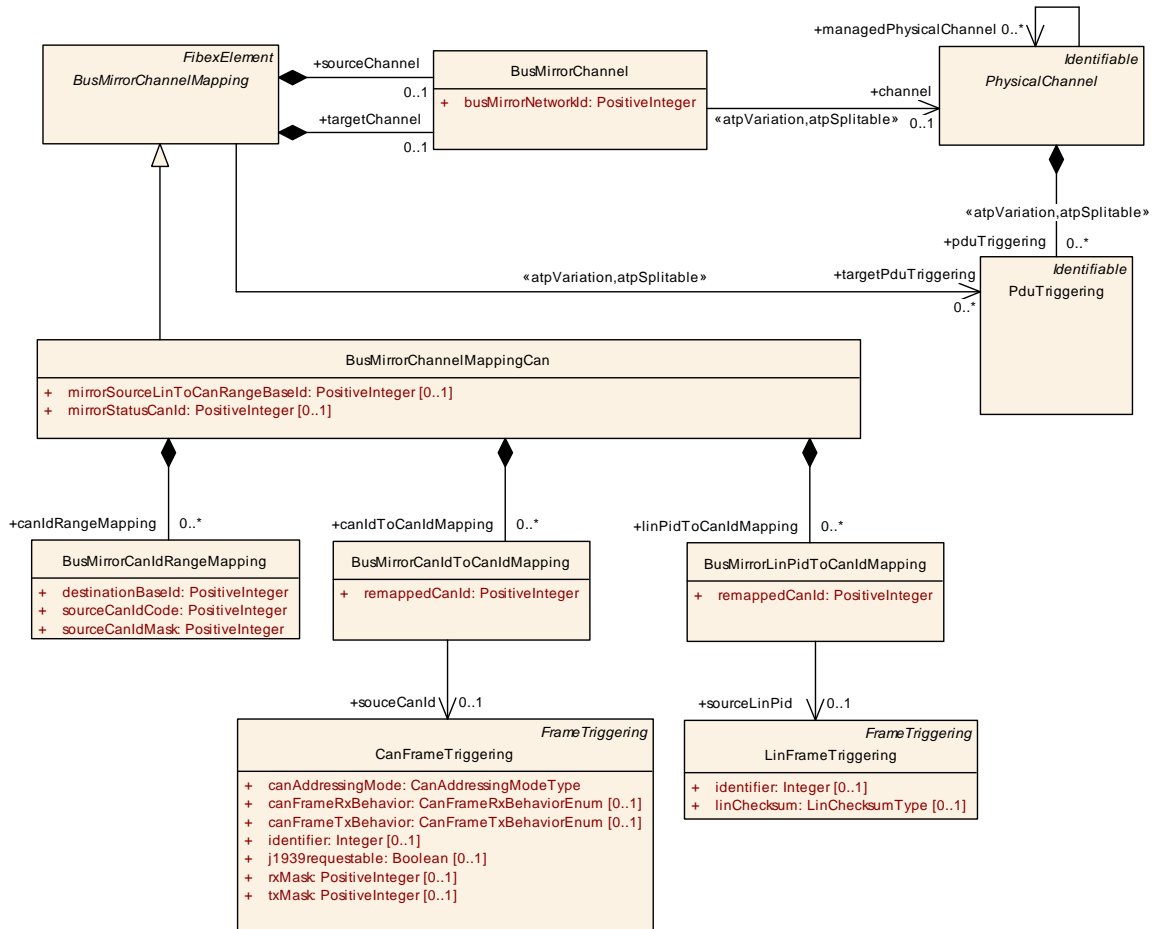 +managedPhysicalChannel 0..*
FibexElement
BusMirrorChannelMapping
+sourceChannel
0..1
+targetChannel
0..1
BusMirrorChannel
+ busMirrorNetworkId: PositiveInteger
+channel
«atpVariation,atpSplitable»
0..1
Identifiable
PhysicalChannel
«atpVariation,atpSplitable»
+pduTriggering 0..*
«atpVariation,atpSplitable»
+targetPduTriggering
0..*
Identifiable
PduTriggering
BusMirrorChannelMappingCan
+ mirrorSourceLinToCanRangeBaseId: PositiveInteger [0..1]
+ mirrorStatusCanId: PositiveInteger [0..1]
+canIdRangeMapping 0..*
+canIdToCanIdMapping 0..*
+linPidToCanIdMapping 0..*
BusMirrorCanIdRangeMapping
+ destinationBaseId: PositiveInteger
+ sourceCanIdCode: PositiveInteger
+ sourceCanIdMask: PositiveInteger
BusMirrorCanIdToCanIdMapping
+ remappedCanId: PositiveInteger
BusMirrorLinPidToCanIdMapping
+ remappedCanId: PositiveInteger
+souceCanId 0..1
+sourceLinPid 0..1
FrameTriggering
CanFrameTriggering
+ canAddressingMode: CanAddressingModeType
+ canFrameRxBehavior: CanFrameRxBehaviorEnum [0..1]
+ canFrameTxBehavior: CanFrameTxBehaviorEnum [0..1]
+ identifier: Integer [0..1]
+ j1939requestable: Boolean [0..1]
+ rxMask: PositiveInteger [0..1]
+ txMask: PositiveInteger [0..1]
FrameTriggering
LinFrameTriggering
+ identifier: Integer [0..1]
+ linChecksum: LinChecksumType [0..1]